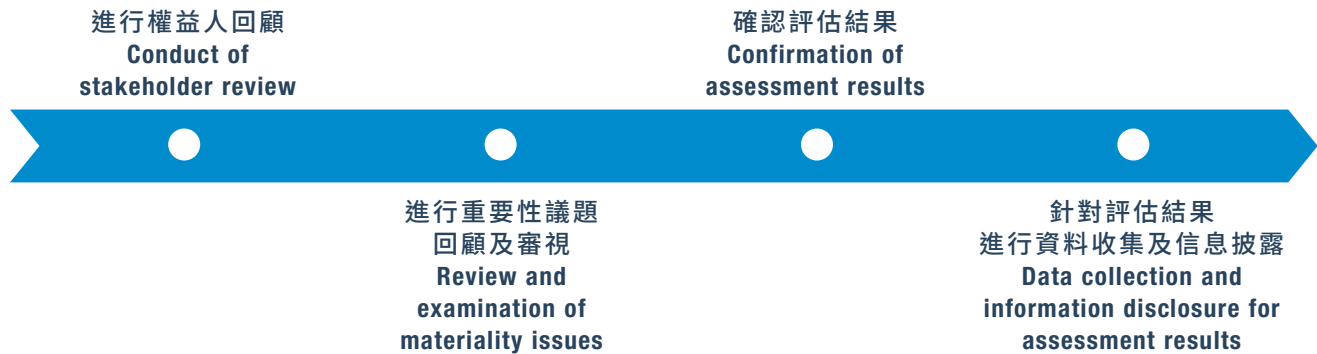 進行權益人回顧
Conduct of
stakeholder review
進行重要性議題
回顧及審視
Review and
examination of
materiality issues
確認評估結果
Confirmation of
assessment results
針對評估結果
進行資料收集及信息披露
Data collection and
information disclosure for
assessment results